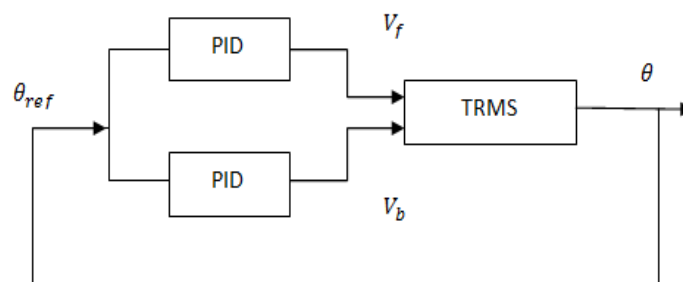 V_f
PID
θ
θ_ref
TRMS
PID
V_b